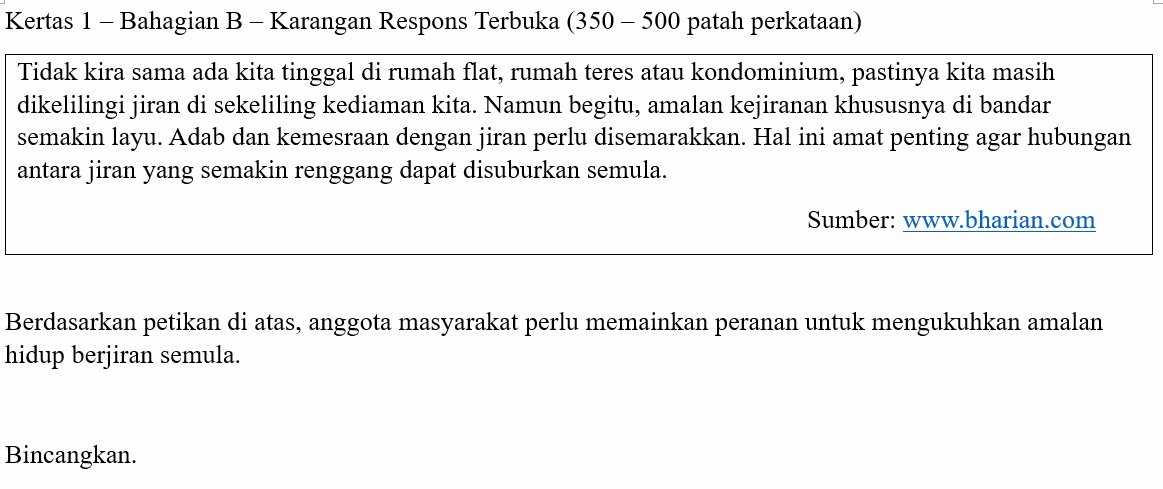 Kertas 1 – Bahagian B – Karangan Respons Terbuka (350 – 500 patah perkataan)
Tidak kira sama ada kita tinggal di rumah flat, rumah teres atau kondominium, pastinya kita masih
dikelilingi jiran di sekeliling kediaman kita. Namun begitu, amalan kejiranan khususnya di bandar
semakin layu. Adab dan kemesraan dengan jiran perlu disemarakkan. Hal ini amat penting agar hubungan
antara jiran yang semakin renggang dapat disuburkan semula.
Sumber: www.bharian.com
Berdasarkan petikan di atas, anggota masyarakat perlu memainkan peranan untuk mengukuhkan amalan
hidup berjiran semula.
Bincangkan.